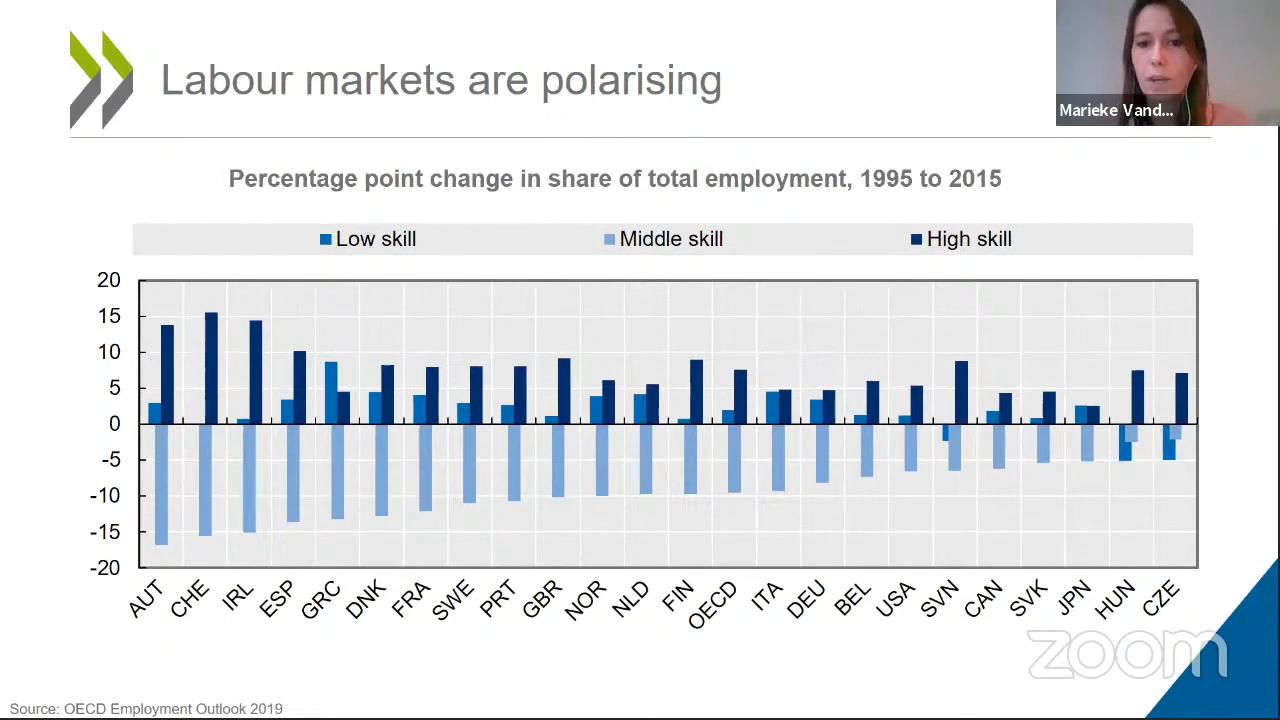 Labour markets are polarising
Marieke Vand...
Percentage point change in share of total employment, 1995 to 2015
Low skill Middle skill High skill
20
15
10
5
0
-5
-10
-15
-20
AUT CHE IRL ESP GRC DNK FRA SWE PRT GBR NOR NLD FIN OECD ITA DEU BEL USA SVN CAN SVK JPN HUN CZE
zoom
Source: OECD Employment Outlook 2019